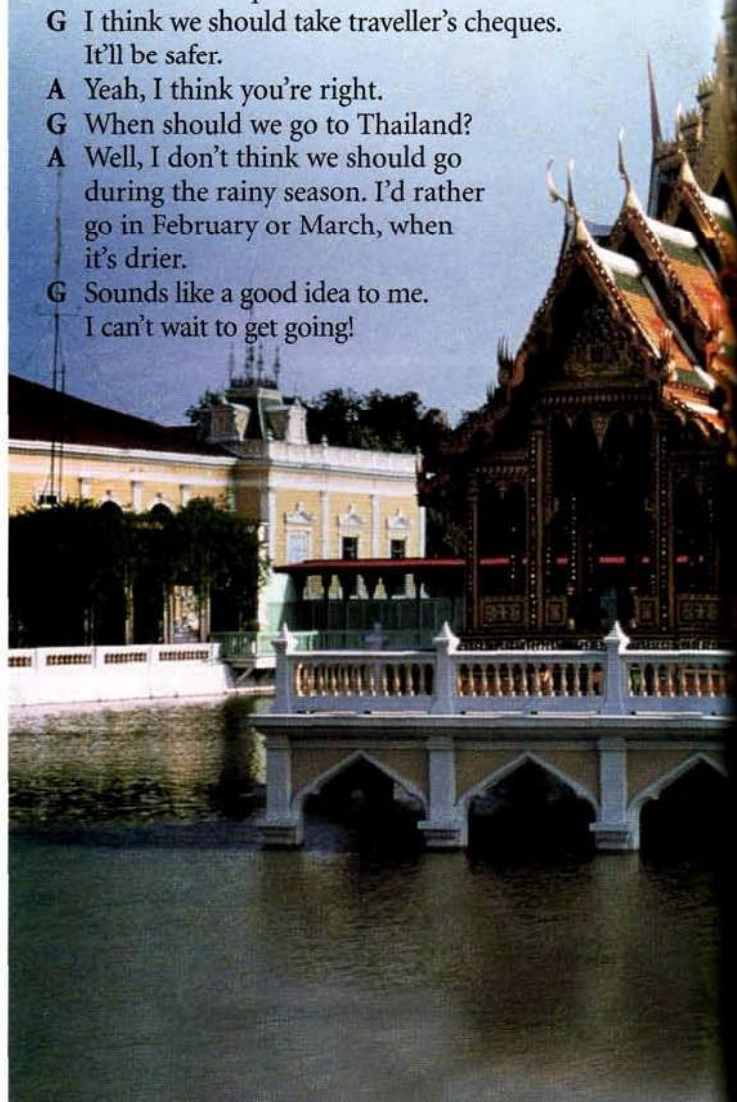 G I think we should take traveller's cheques.
It'll be safer.
A Yeah, I think you're right.
G When should we go to Thailand?
A Well, I don't think we should go
during the rainy season. I'd rather
go in February or March, when
it's drier.
G Sounds like a good idea to me.
I can't wait to get going!